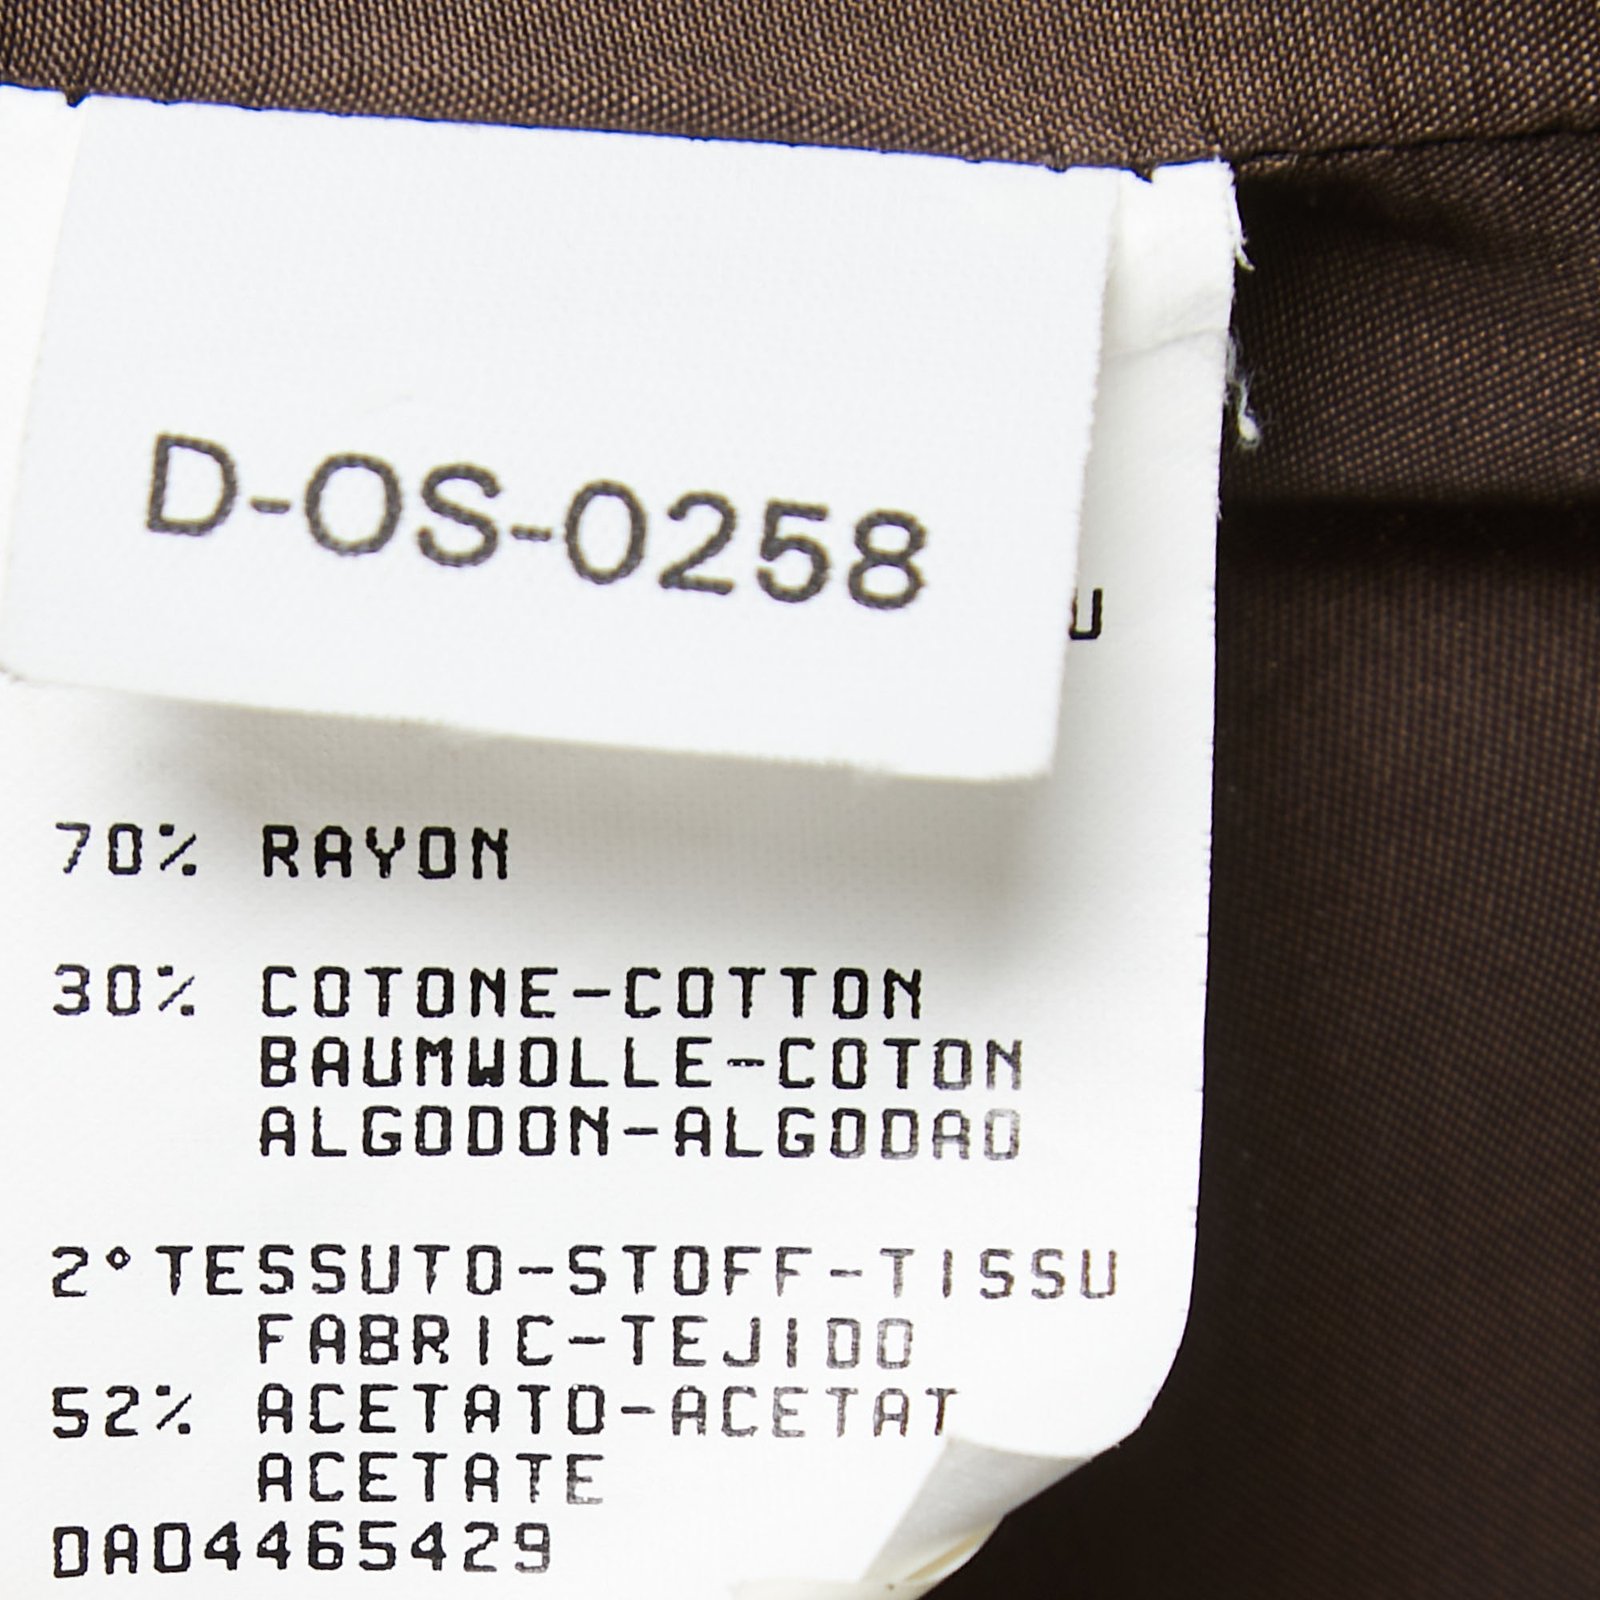 D-OS-0258
U
70% RAYON
30% COTONE-COTTON
BAUMWOLLE-COTON
ALGODON-ALGODAO
2°TESSUTO-STOFF-TISSU
FABRIC-TEJIDO
52% ACETATO-ACETAT
ACETATE
DA04465429